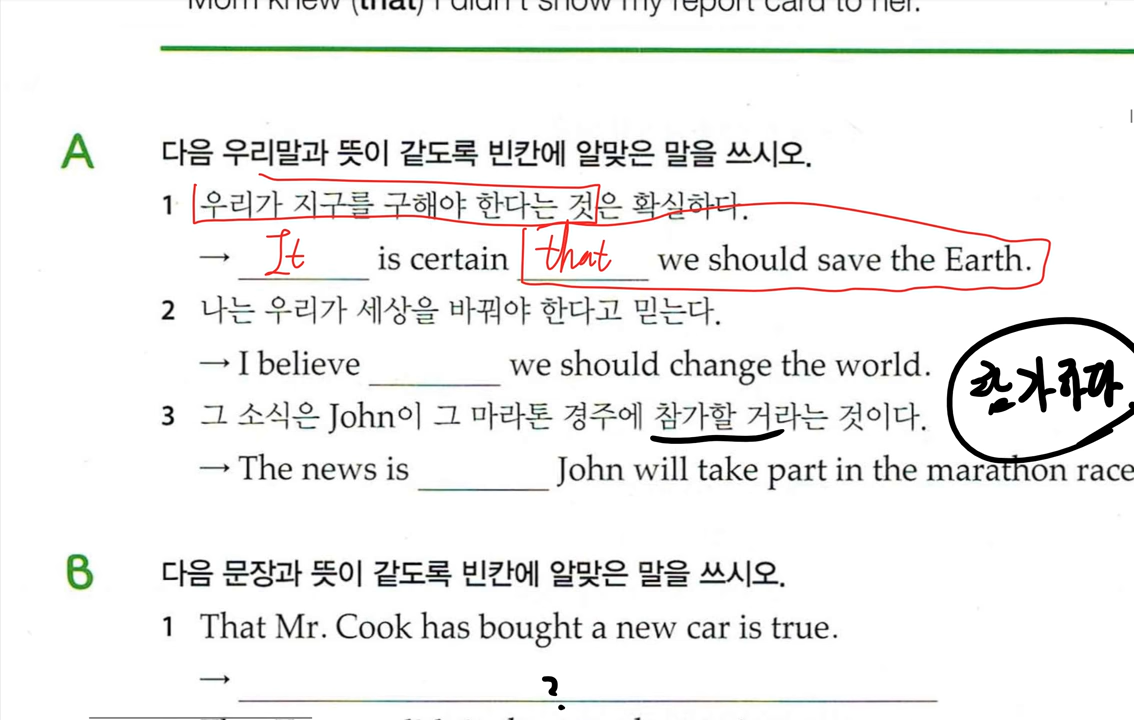 Mom knew (that) I didn't show my report card to her.
A 다음 우리말과 뜻이 같도록 빈칸에 알맞은 말을 쓰시오.
1 우리가 지구를 구해야 한다는 것은 확실하다.
→ It is certain that we should save the Earth.
2 나는 우리가 세상을 바꿔야 한다고 믿는다.
→ I believe ______ we should change the world.
참가하다.
3 그 소식은 John이 그 마라톤 경주에 참가할 거라는 것이다.
→ The news is ______ John will take part in the marathon race
B 다음 문장과 뜻이 같도록 빈칸에 알맞은 말을 쓰시오.
1 That Mr. Cook has bought a new car is true.
→ ______ ?